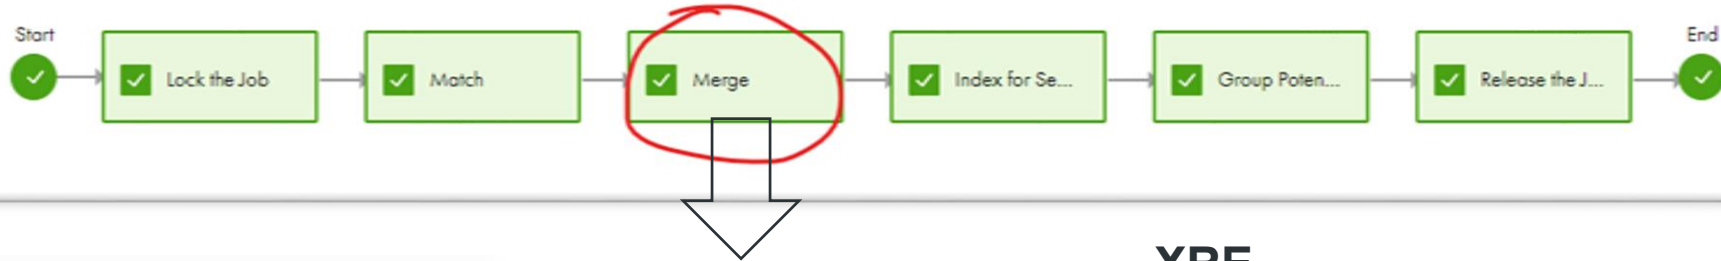 Start
End
Lock the Job
Match
Merge
Index for Se...
Group Poten...
Release the J...